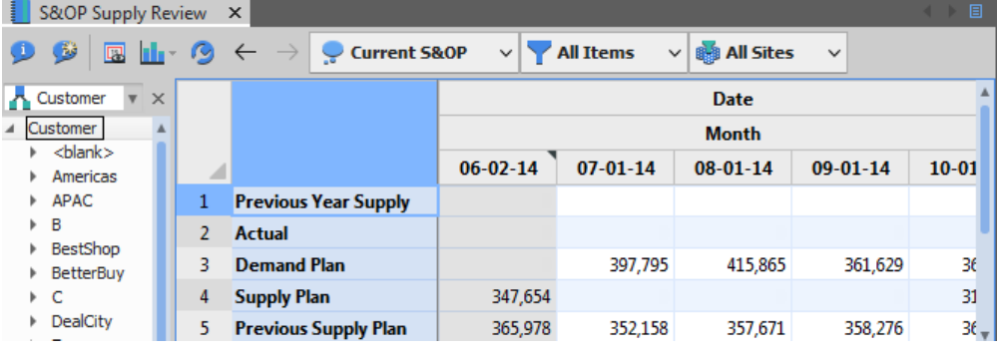 S&OP Supply Review
Current S&OP
All Items
All Sites
Customer
Customer
<blank>
Americas
APAC
B
BestShop
BetterBuy
C
DealCity
Date
Month
06-02-14 07-01-14 08-01-14 09-01-14 10-01
1 Previous Year Supply
2 Actual
3 Demand Plan 397,795 415,865 361,629 36
4 Supply Plan 347,654 31
5 Previous Supply Plan 365,978 352,158 357,671 358,276 36